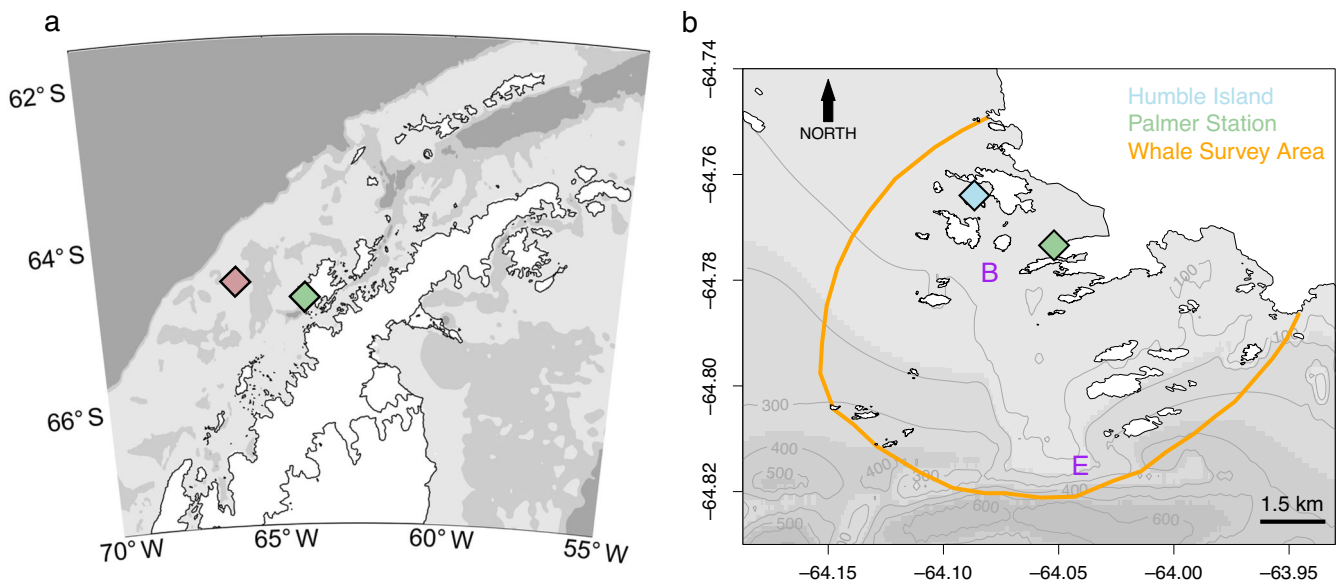 a
62° S
64° S
66° S
70° W
65° W
60° W
55° W
b
−64.74
−64.76
−64.78
−64.80
−64.82
NORTH
Humble Island
Palmer Station
Whale Survey Area
B
E
100
300
400
300
400
500
500
600
600
1.5 km
−64.15
−64.10
−64.05
−64.00
−63.95